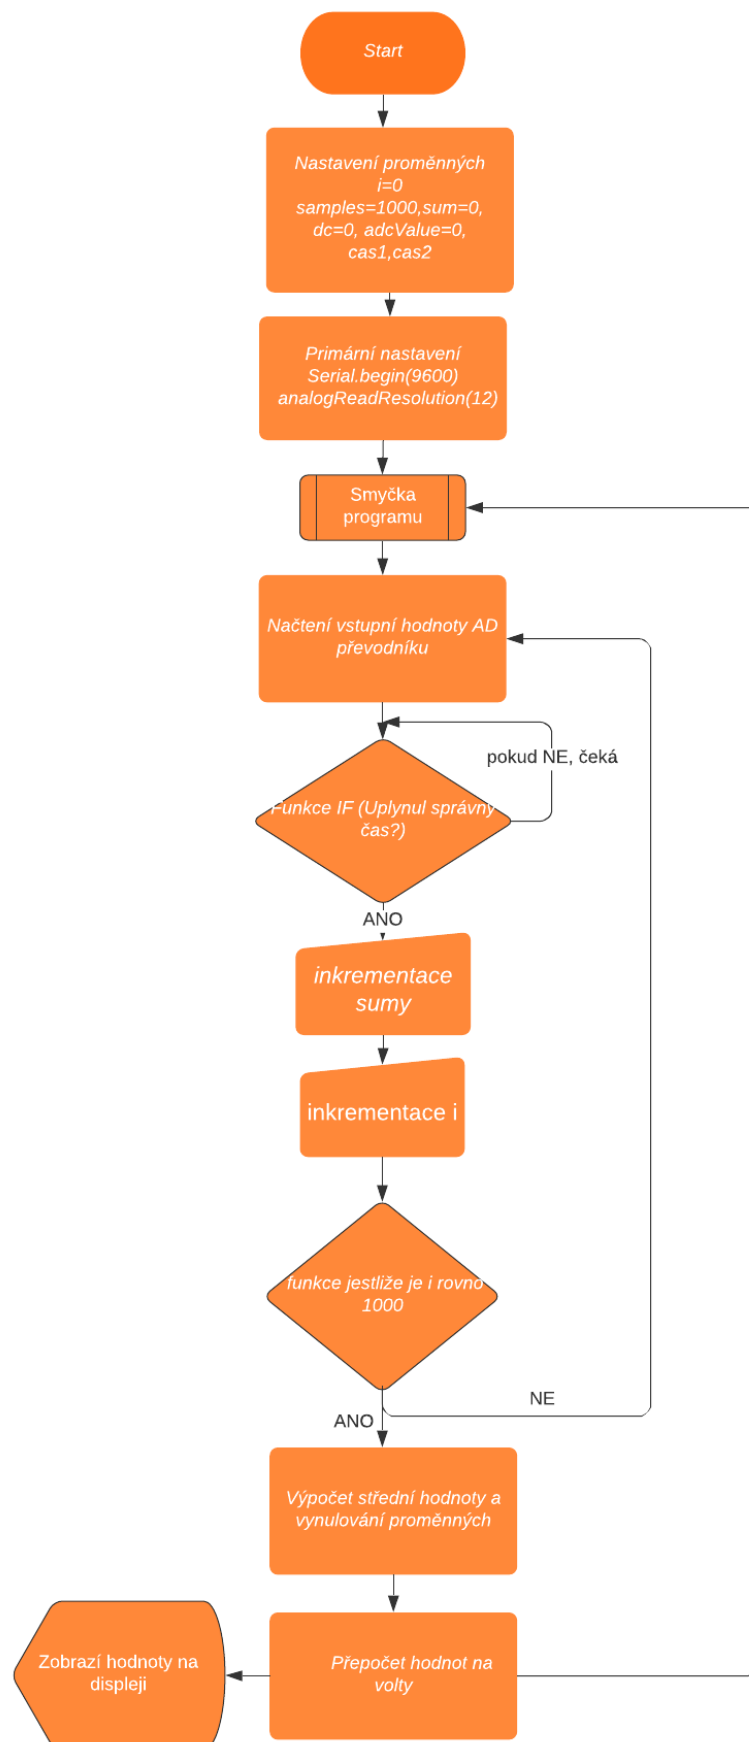 Start
Nastavení proměnných
i=0
samples=1000,sum=0,
dc=0, adcValue=0,
cas1,cas2
Primární nastavení
Serial.begin(9600)
analogReadResolution(12)
Smyčka
programu
Načtení vstupní hodnoty AD
převodníku
pokud NE, čeká
Funkce IF (Uplynul správný
čas?)
ANO
inkrementace
sumy
inkrementace i
funkce jestliže je i rovno
1000
NE
ANO
Výpočet střední hodnoty a
vynulování proměnných
Zobrazí hodnoty na
displeji
Přepočet hodnot na
volty